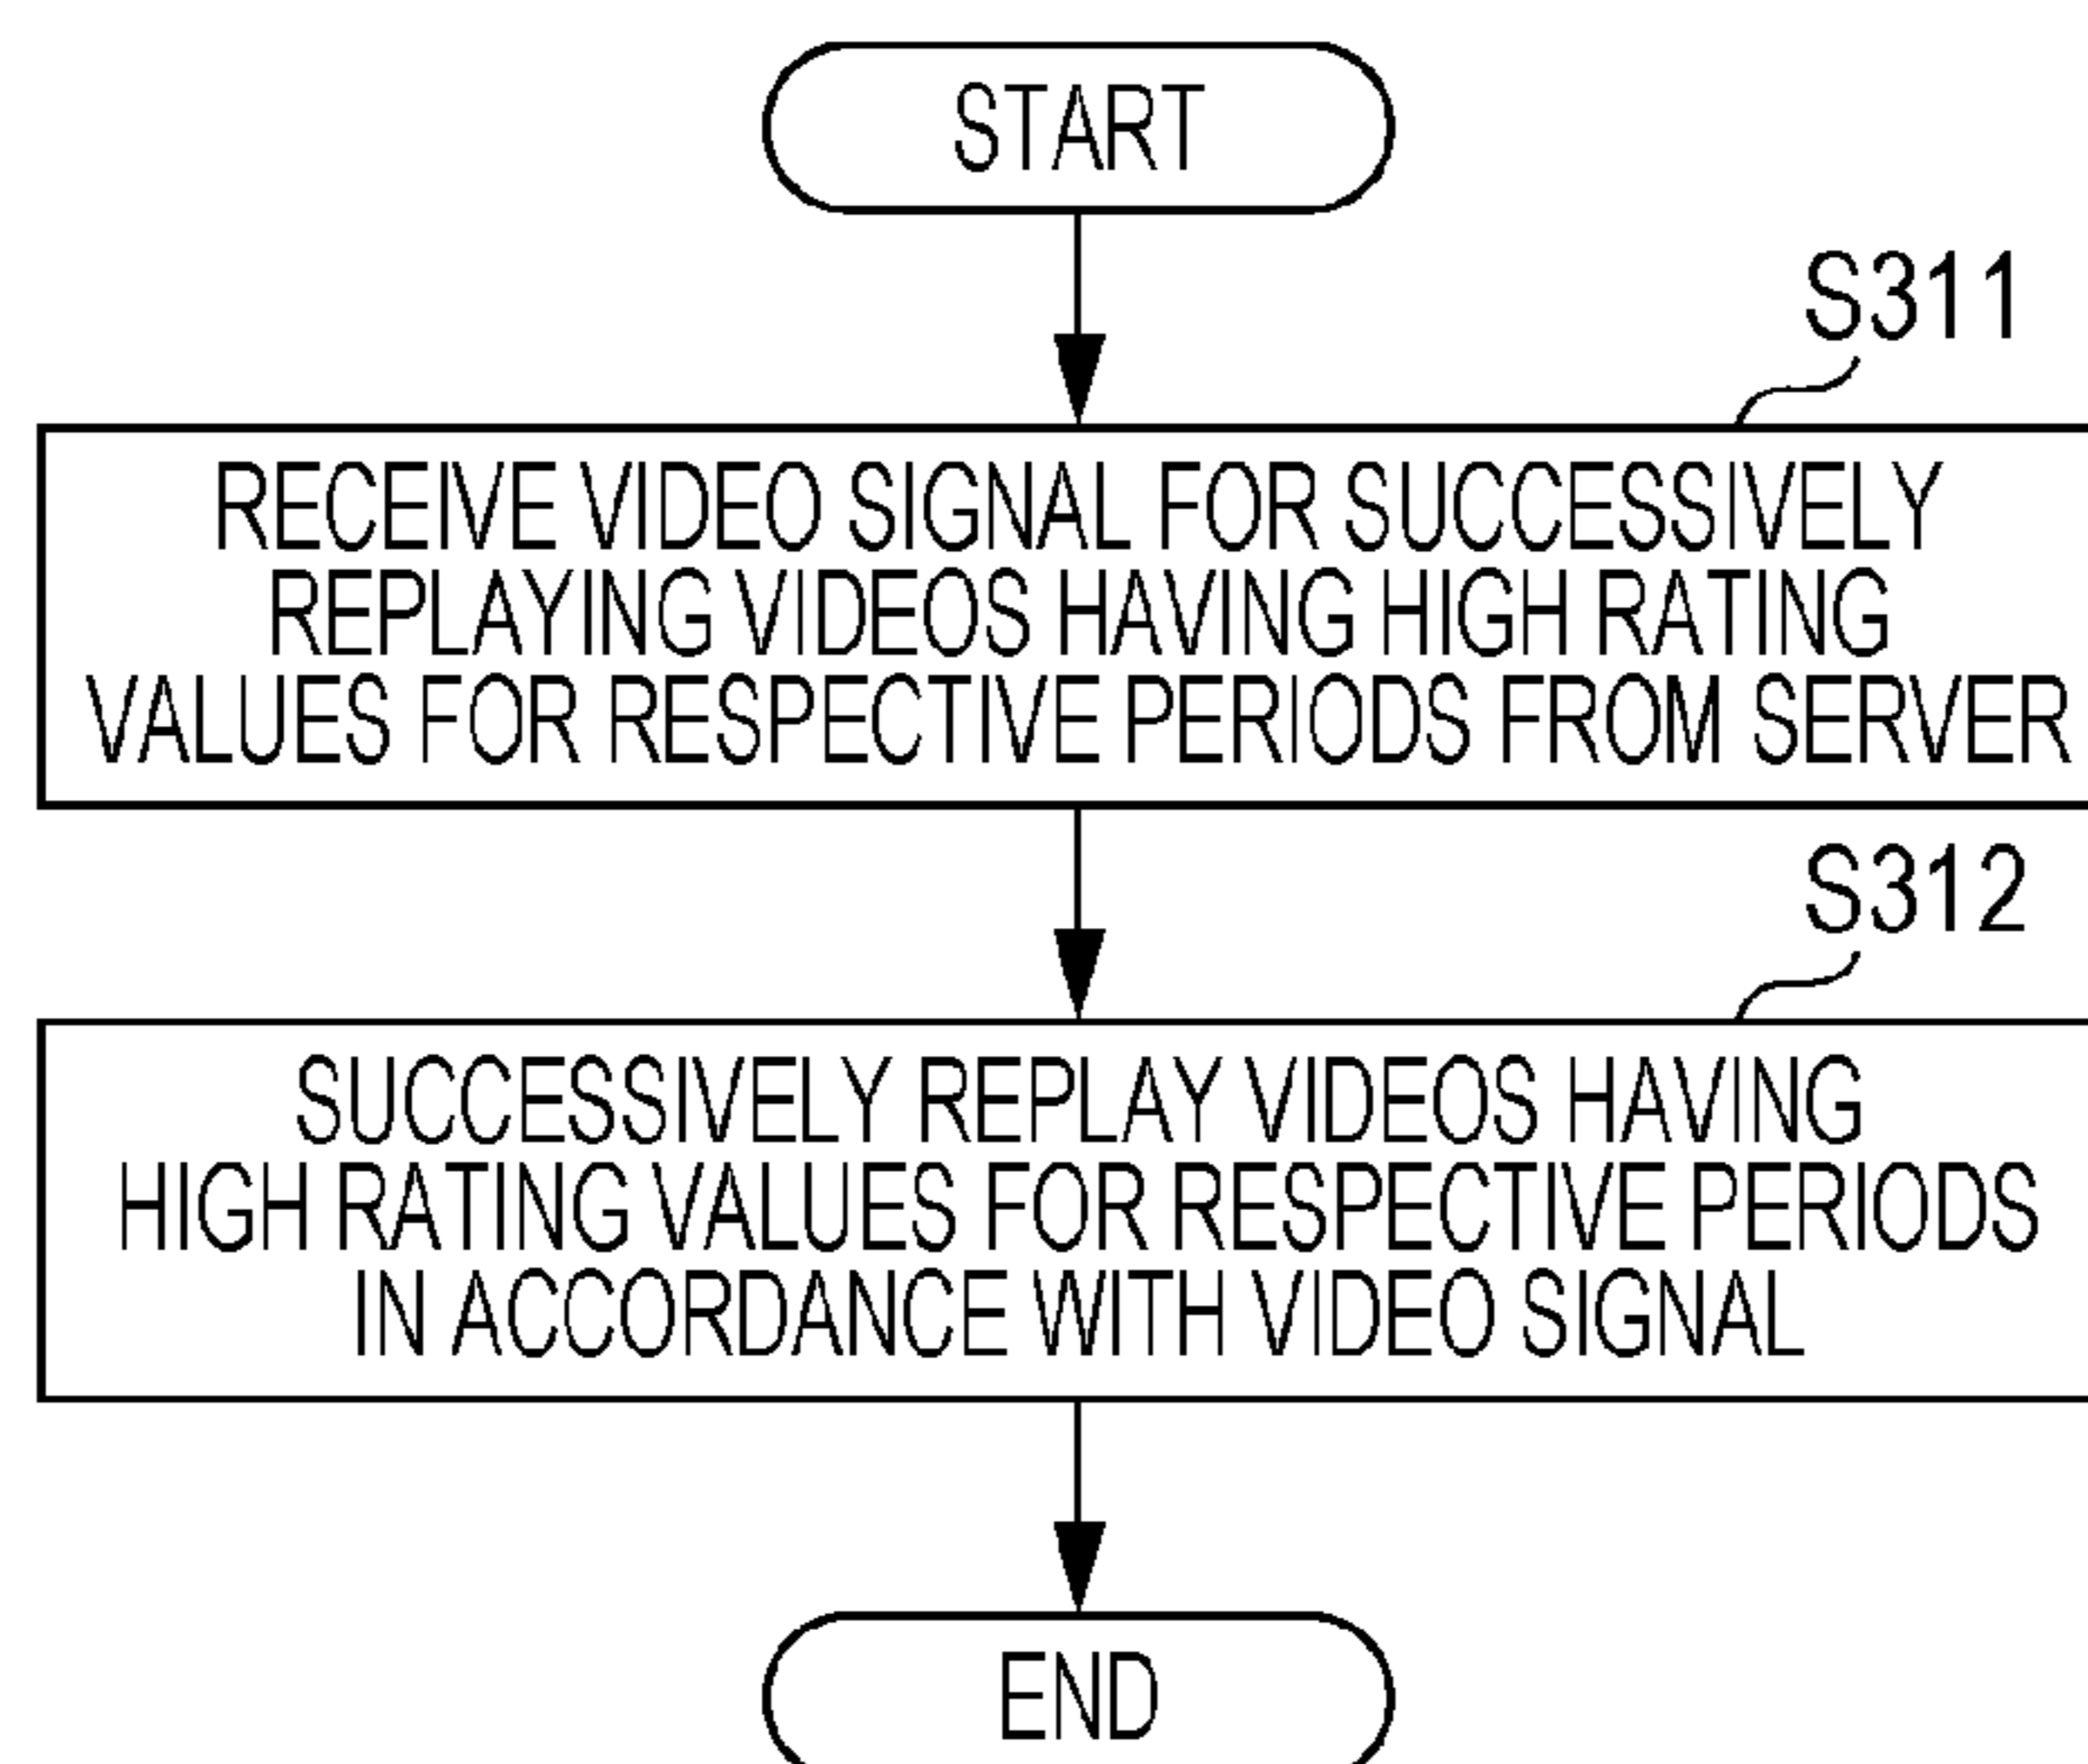 START
S311
RECEIVE VIDEO SIGNAL FOR SUCCESSIVELY
REPLAYING VIDEOS HAVING HIGH RATING
VALUES FOR RESPECTIVE PERIODS FROM SERVER
S312
SUCCESSIVELY REPLAY VIDEOS HAVING
HIGH RATING VALUES FOR RESPECTIVE PERIODS
IN ACCORDANCE WITH VIDEO SIGNAL
END